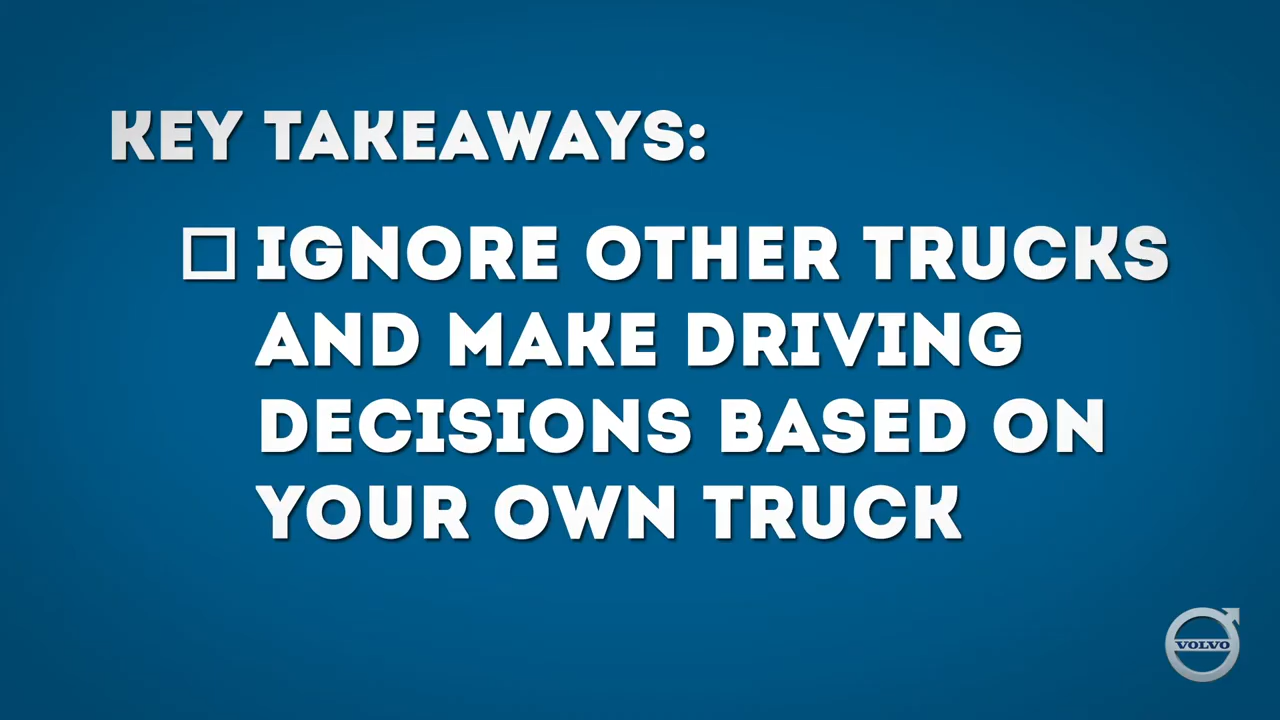 KEY TAKEAWAYS:
IGNORE OTHER TRUCKS
AND MAKE DRIVING
DECISIONS BASED ON
YOUR OWN TRUCK
VOLVO